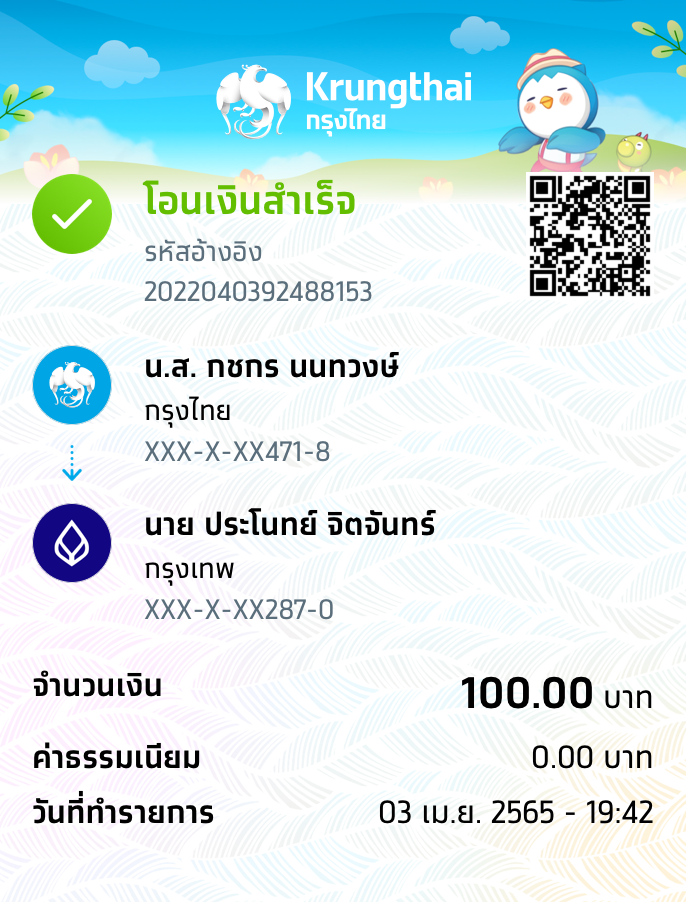 Krungthai
กรุงไทย
โอนเงินสำเร็จ
รหัสอ้างอิง
2022040392488153
น.ส. กชกร นนทวงษ์
กรุงไทย
XXX-X-XX471-8
นาย ประโนทย์ จิตจันทร์
กรุงเทพ
XXX-X-XX287-0
จำนวนเงิน 100.00 บาท
ค่าธรรมเนียม 0.00 บาท
วันที่ทำรายการ 03 เม.ย. 2565 - 19:42